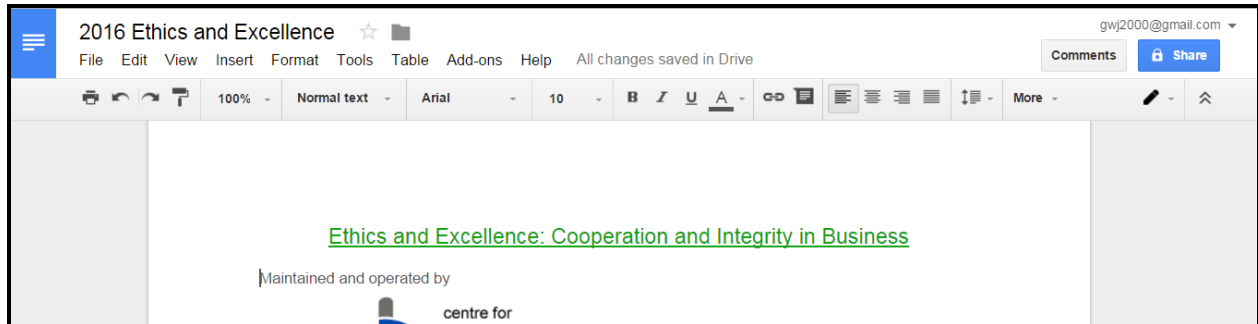 2016 Ethics and Excellence
gwj2000@gmail.com
File Edit View Insert Format Tools Table Add-ons Help All changes saved in Drive
Comments Share
100% Normal text Arial 10 B I U A More
Ethics and Excellence: Cooperation and Integrity in Business
Maintained and operated by
centre for